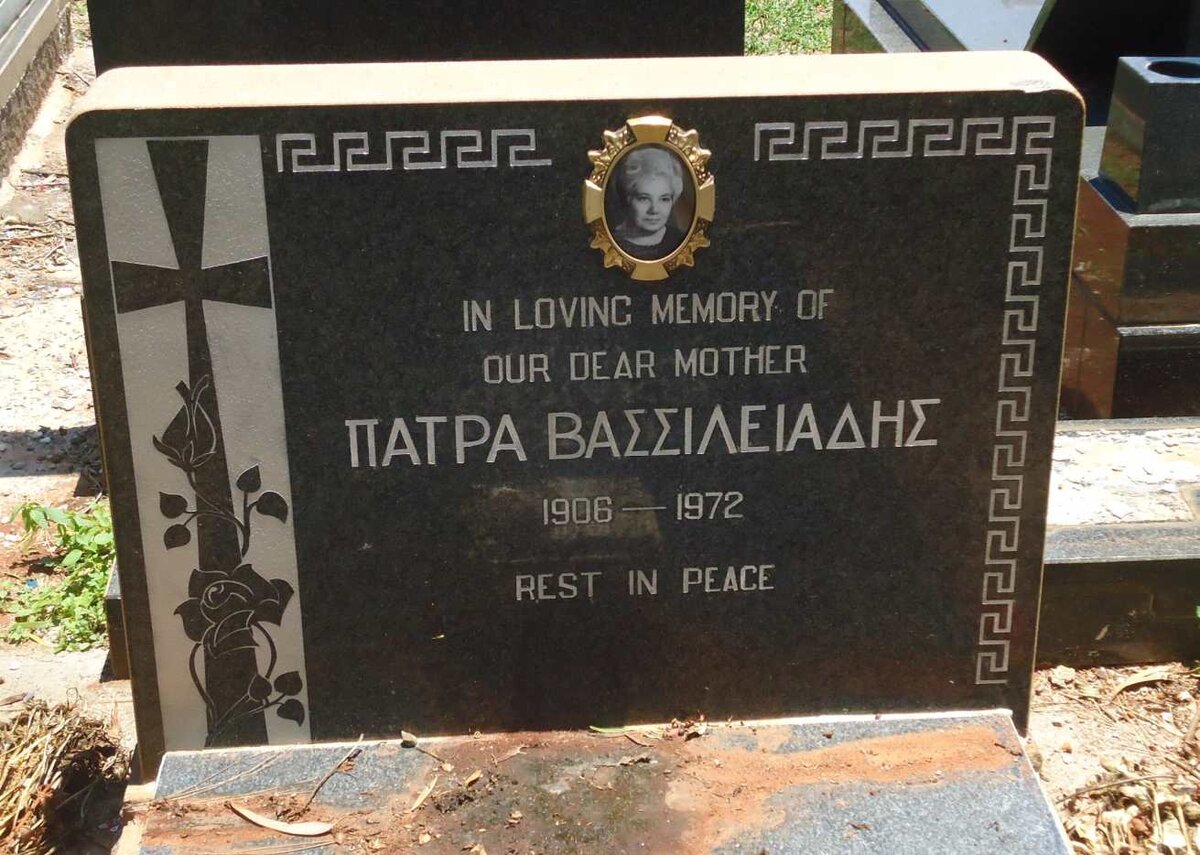 IN LOVING MEMORY OF
OUR DEAR MOTHER
ΠΑΤΡΑ ΒΑΣΣΙΛΕΙΑΔΗΣ
1906 — 1972
REST IN PEACE